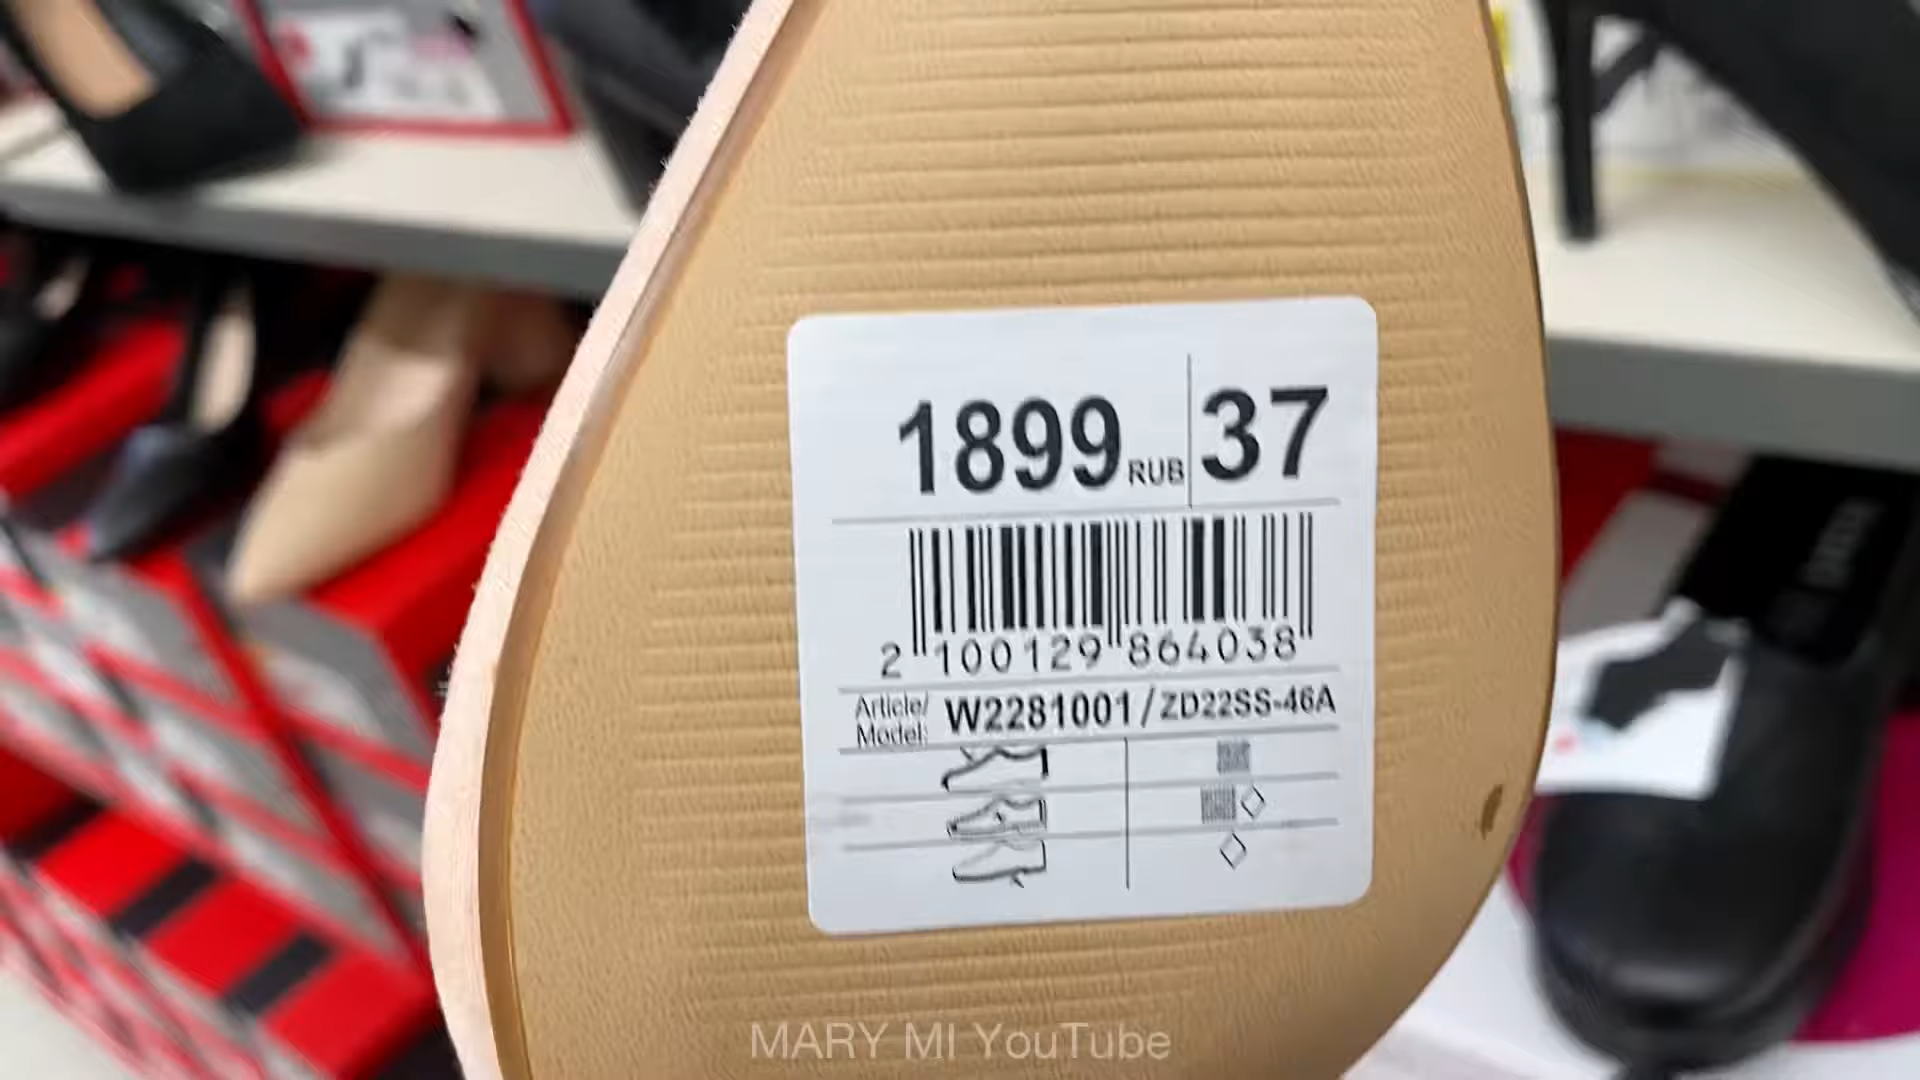 1899 RUB 37
2 100129 864038
Article/ Model: W2281001 / ZD22SS-46A
MARY MI YouTube